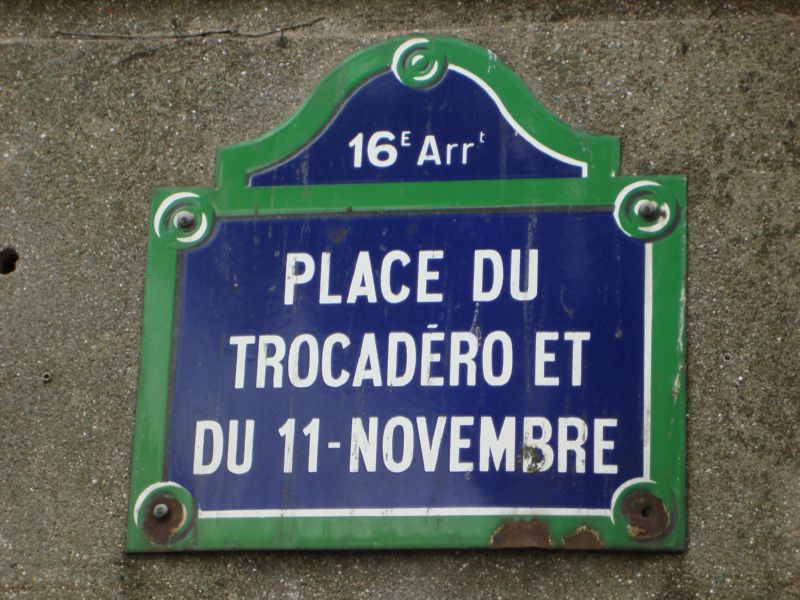 16E Arrt
PLACE DU
TROCADÉRO ET
DU 11-NOVEMBRE